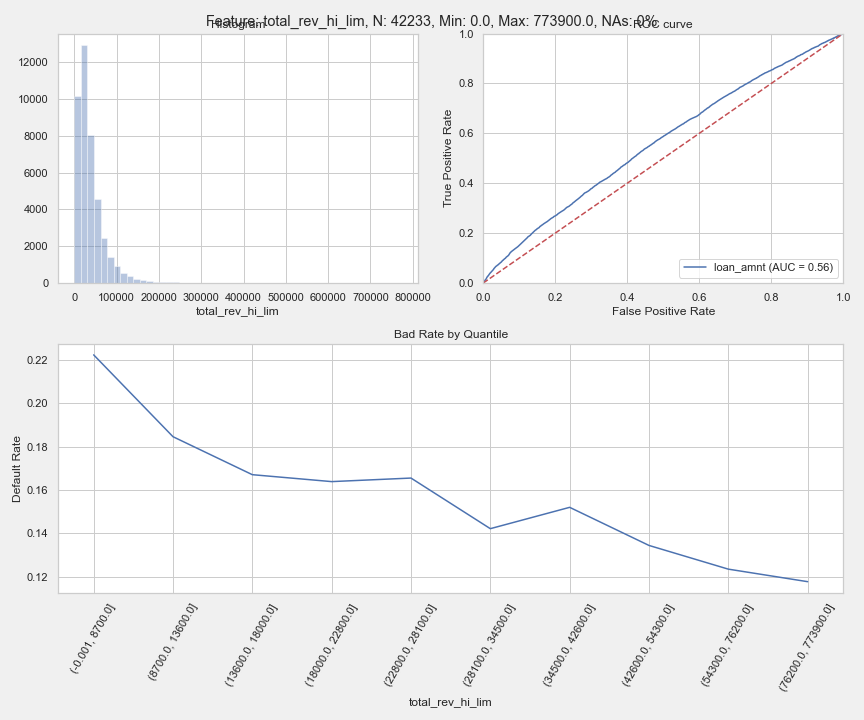 Feature: total_rev_hi_lim, N: 42233, Min: 0.0, Max: 773900.0, NAs: 0%
Histogram
ROC curve
12000
10000
8000
6000
4000
2000
0
0 100000 200000 300000 400000 500000 600000 700000 800000
total_rev_hi_lim
True Positive Rate
1.0
0.8
0.6
0.4
0.2
0.0
loan_amnt (AUC = 0.56)
0.0 0.2 0.4 0.6 0.8 1.0
False Positive Rate
Bad Rate by Quantile
Default Rate
0.22
0.20
0.18
0.16
0.14
0.12
(-0.001, 8700.0]
(8700.0, 13600.0]
(13600.0, 18000.0]
(18000.0, 22800.0]
(22800.0, 28100.0]
(28100.0, 34500.0]
(34500.0, 42600.0]
(42600.0, 54300.0]
(54300.0, 76200.0]
(76200.0, 773900.0]
total_rev_hi_lim